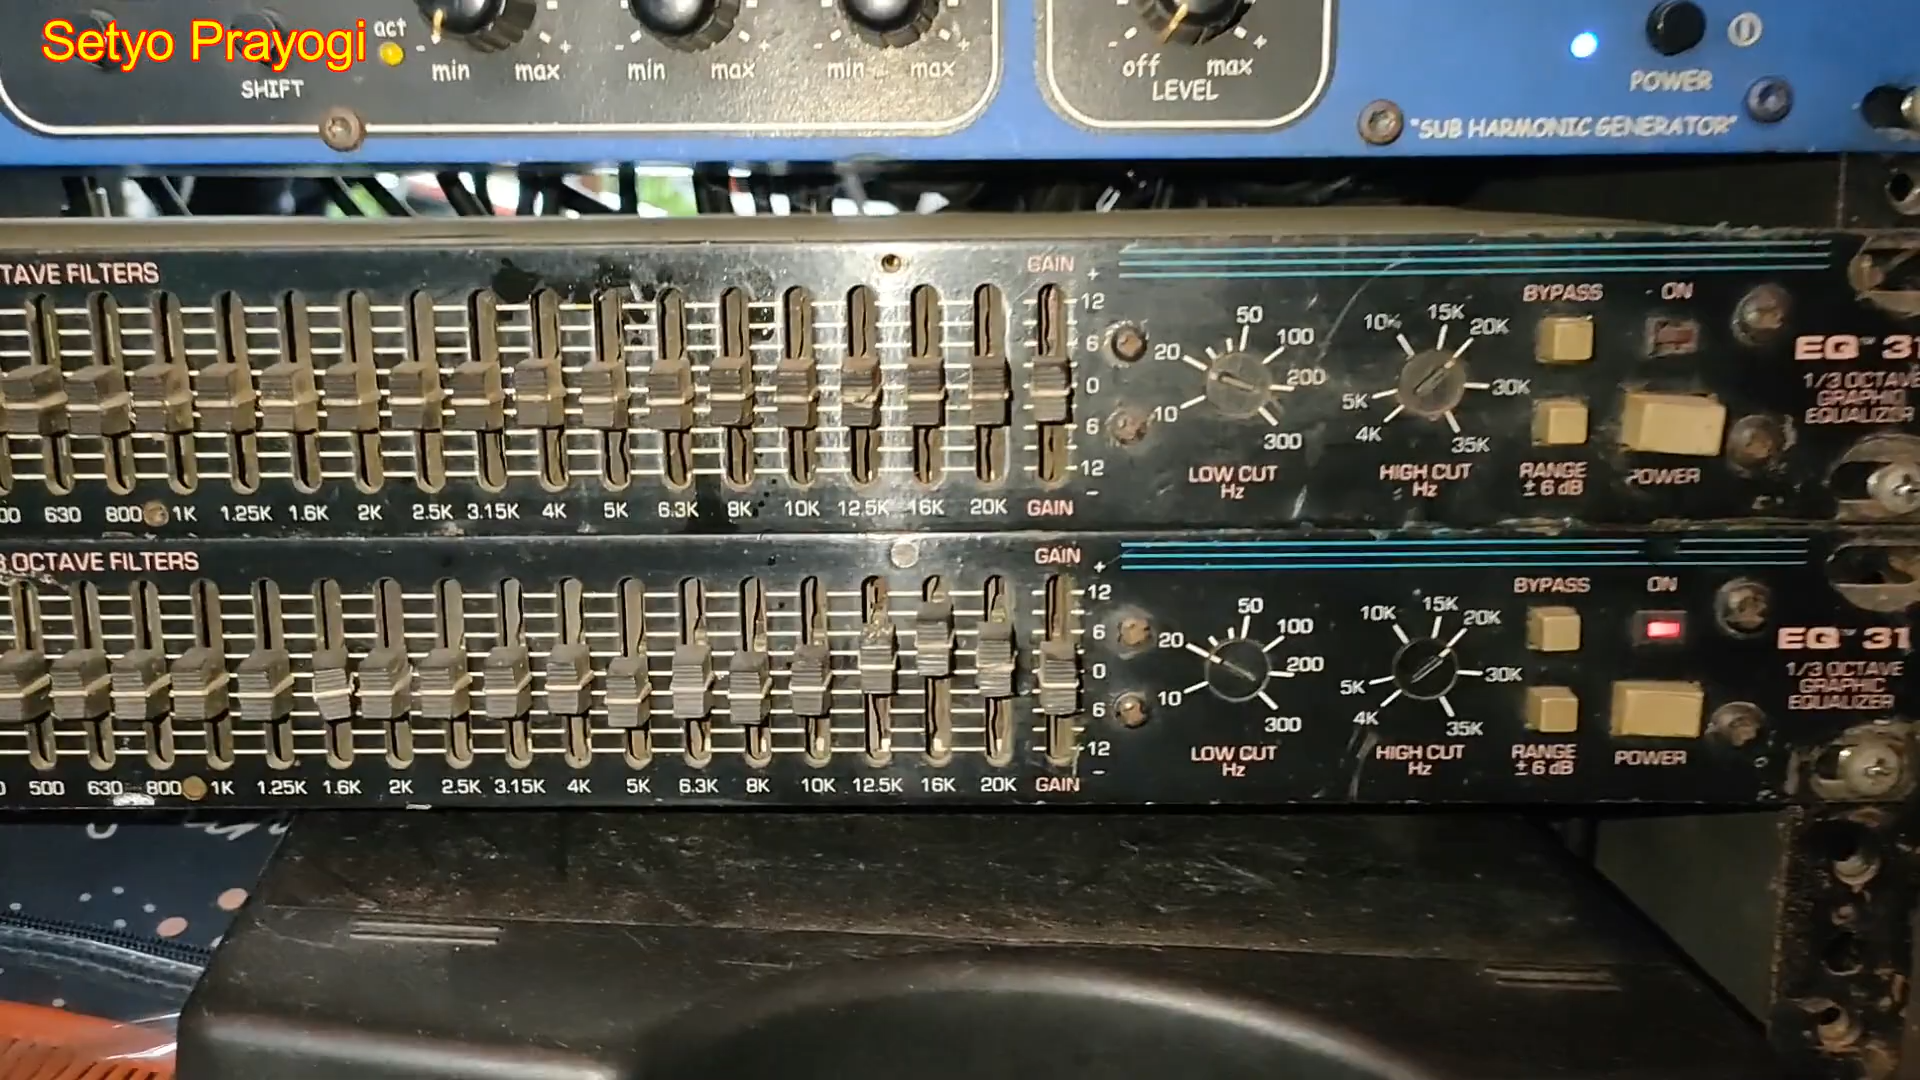 Setyo Prayogi
act
- min max +
- min max +
- min max +
- off max +
SHIFT
LEVEL
POWER
"SUB HARMONIC GENERATOR"
TAVE FILTERS
GAIN
+
12
6
0
6
12
-
630 800 1K 1.25K 1.6K 2K 2.5K 3.15K 4K 5K 6.3K 8K 10K 12.5K 16K 20K GAIN
10 20 50 100 200 300
LOW CUT
Hz
4K 5K 10K 15K 20K 30K 35K
HIGH CUT
Hz
BYPASS
RANGE
± 6 dB
ON
POWER
EQ™ 31
1/3 OCTAVE
GRAPHIC
EQUALIZER
OCTAVE FILTERS
GAIN
+
12
6
0
6
12
-
500 630 800 1K 1.25K 1.6K 2K 2.5K 3.15K 4K 5K 6.3K 8K 10K 12.5K 16K 20K GAIN
10 20 50 100 200 300
LOW CUT
Hz
4K 5K 10K 15K 20K 30K 35K
HIGH CUT
Hz
BYPASS
RANGE
± 6 dB
ON
POWER
EQ™ 31
1/3 OCTAVE
GRAPHIC
EQUALIZER